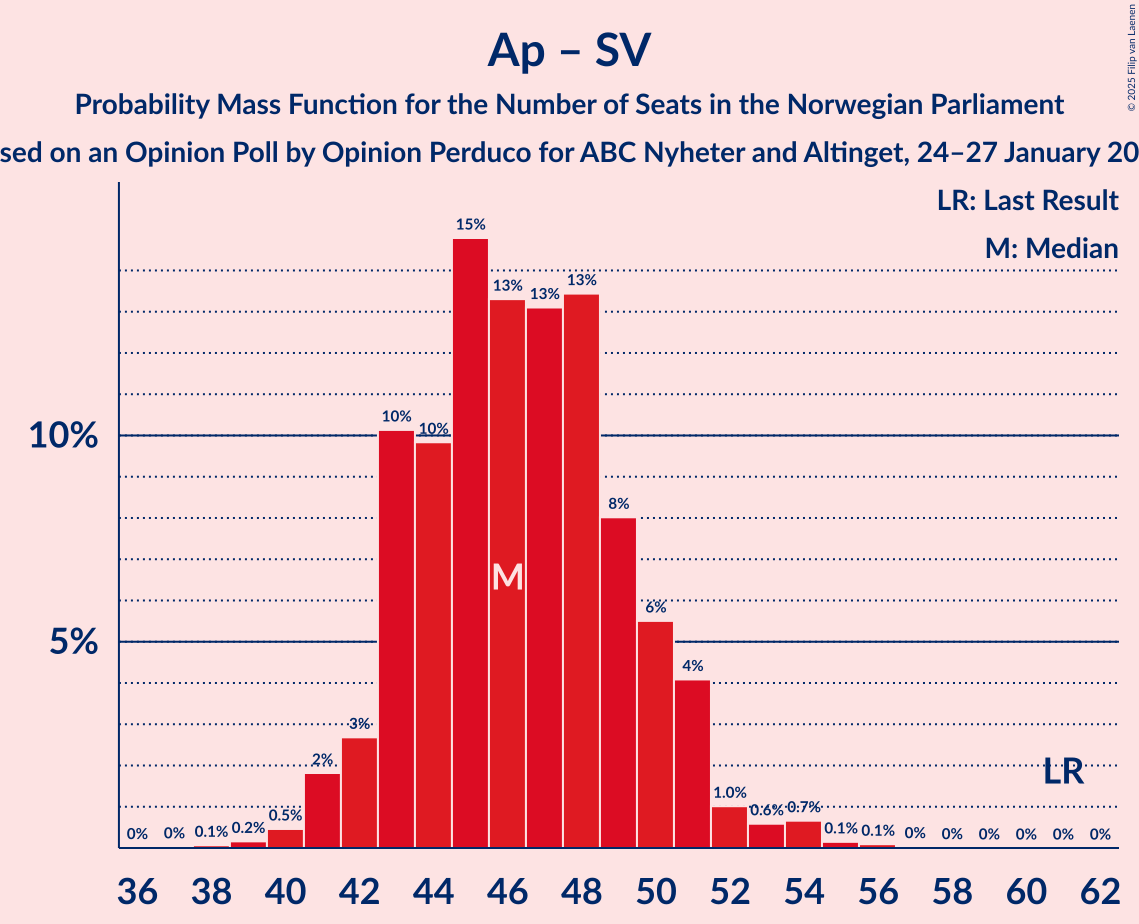 Ap – SV
Probability Mass Function for the Number of Seats in the Norwegian Parliament
sed on an Opinion Poll by Opinion Perduco for ABC Nyheter and Altinget, 24–27 January 20
© 2025 Filip van Laenen
LR: Last Result
M: Median
15%
13% 13% 13%
10% 10%
10%
8%
M
6%
5%
4%
3%
2%
LR
1.0% 0.6% 0.7%
0% 0% 0.1% 0.2% 0.5% 0.1% 0.1% 0% 0% 0% 0% 0% 0%
36 38 40 42 44 46 48 50 52 54 56 58 60 62